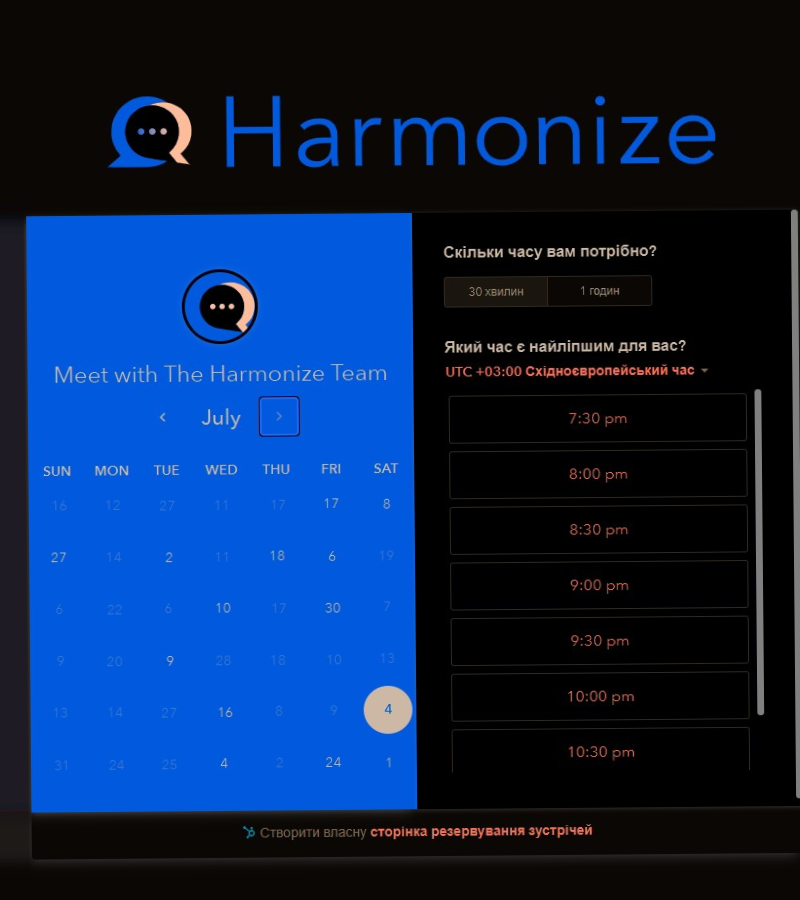 Harmonize
Meet with The Harmonize Team
July
SUN MON TUE WED THU FRI SAT
16 12 27 11 17 17 8
27 14 2 11 18 6 19
6 22 6 10 17 30 7
9 20 9 28 18 10 13
13 14 27 16 8 9 4
31 24 25 4 2 24 1
Скільки часу вам потрібно?
30 хвилин 1 годин
Який час є найліпшим для вас?
UTC +03:00 Східноєвропейський час
7:30 pm
8:00 pm
8:30 pm
9:00 pm
9:30 pm
10:00 pm
10:30 pm
Створити власну сторінка резервування зустрічей